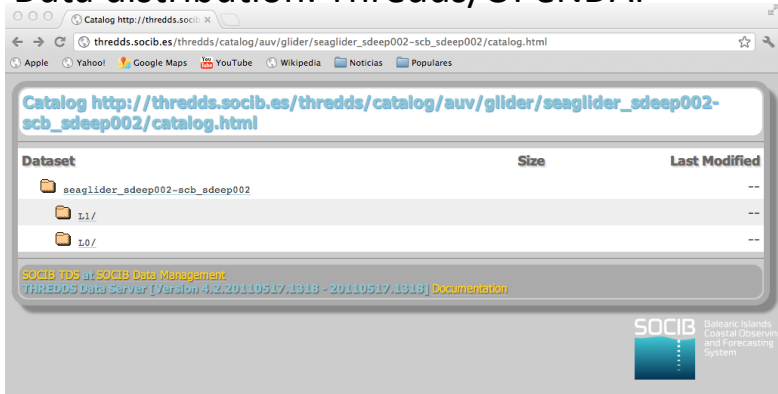 Data distribution: Thredds/OPENDAP
Catalog http://thredds.socib
thredds.socib.es/thredds/catalog/auv/glider/seaglider_sdeep002-scb_sdeep002/catalog.html
Apple Yahoo! Google Maps YouTube Wikipedia Noticias Populares
Catalog http://thredds.socib.es/thredds/catalog/auv/glider/seaglider_sdeep002-
scb_sdeep002/catalog.html
Dataset Size Last Modified
seaglider_sdeep002-scb_sdeep002 --
L1/ --
L0/ --
SOCIB TDS at SOCIB Data Management
THREDDS Data Server [Version 4.2.20110517.1318 - 20110517.1318] Documentation
SOCIB
Balearic Islands
Coastal Observin
and Forecasting
System